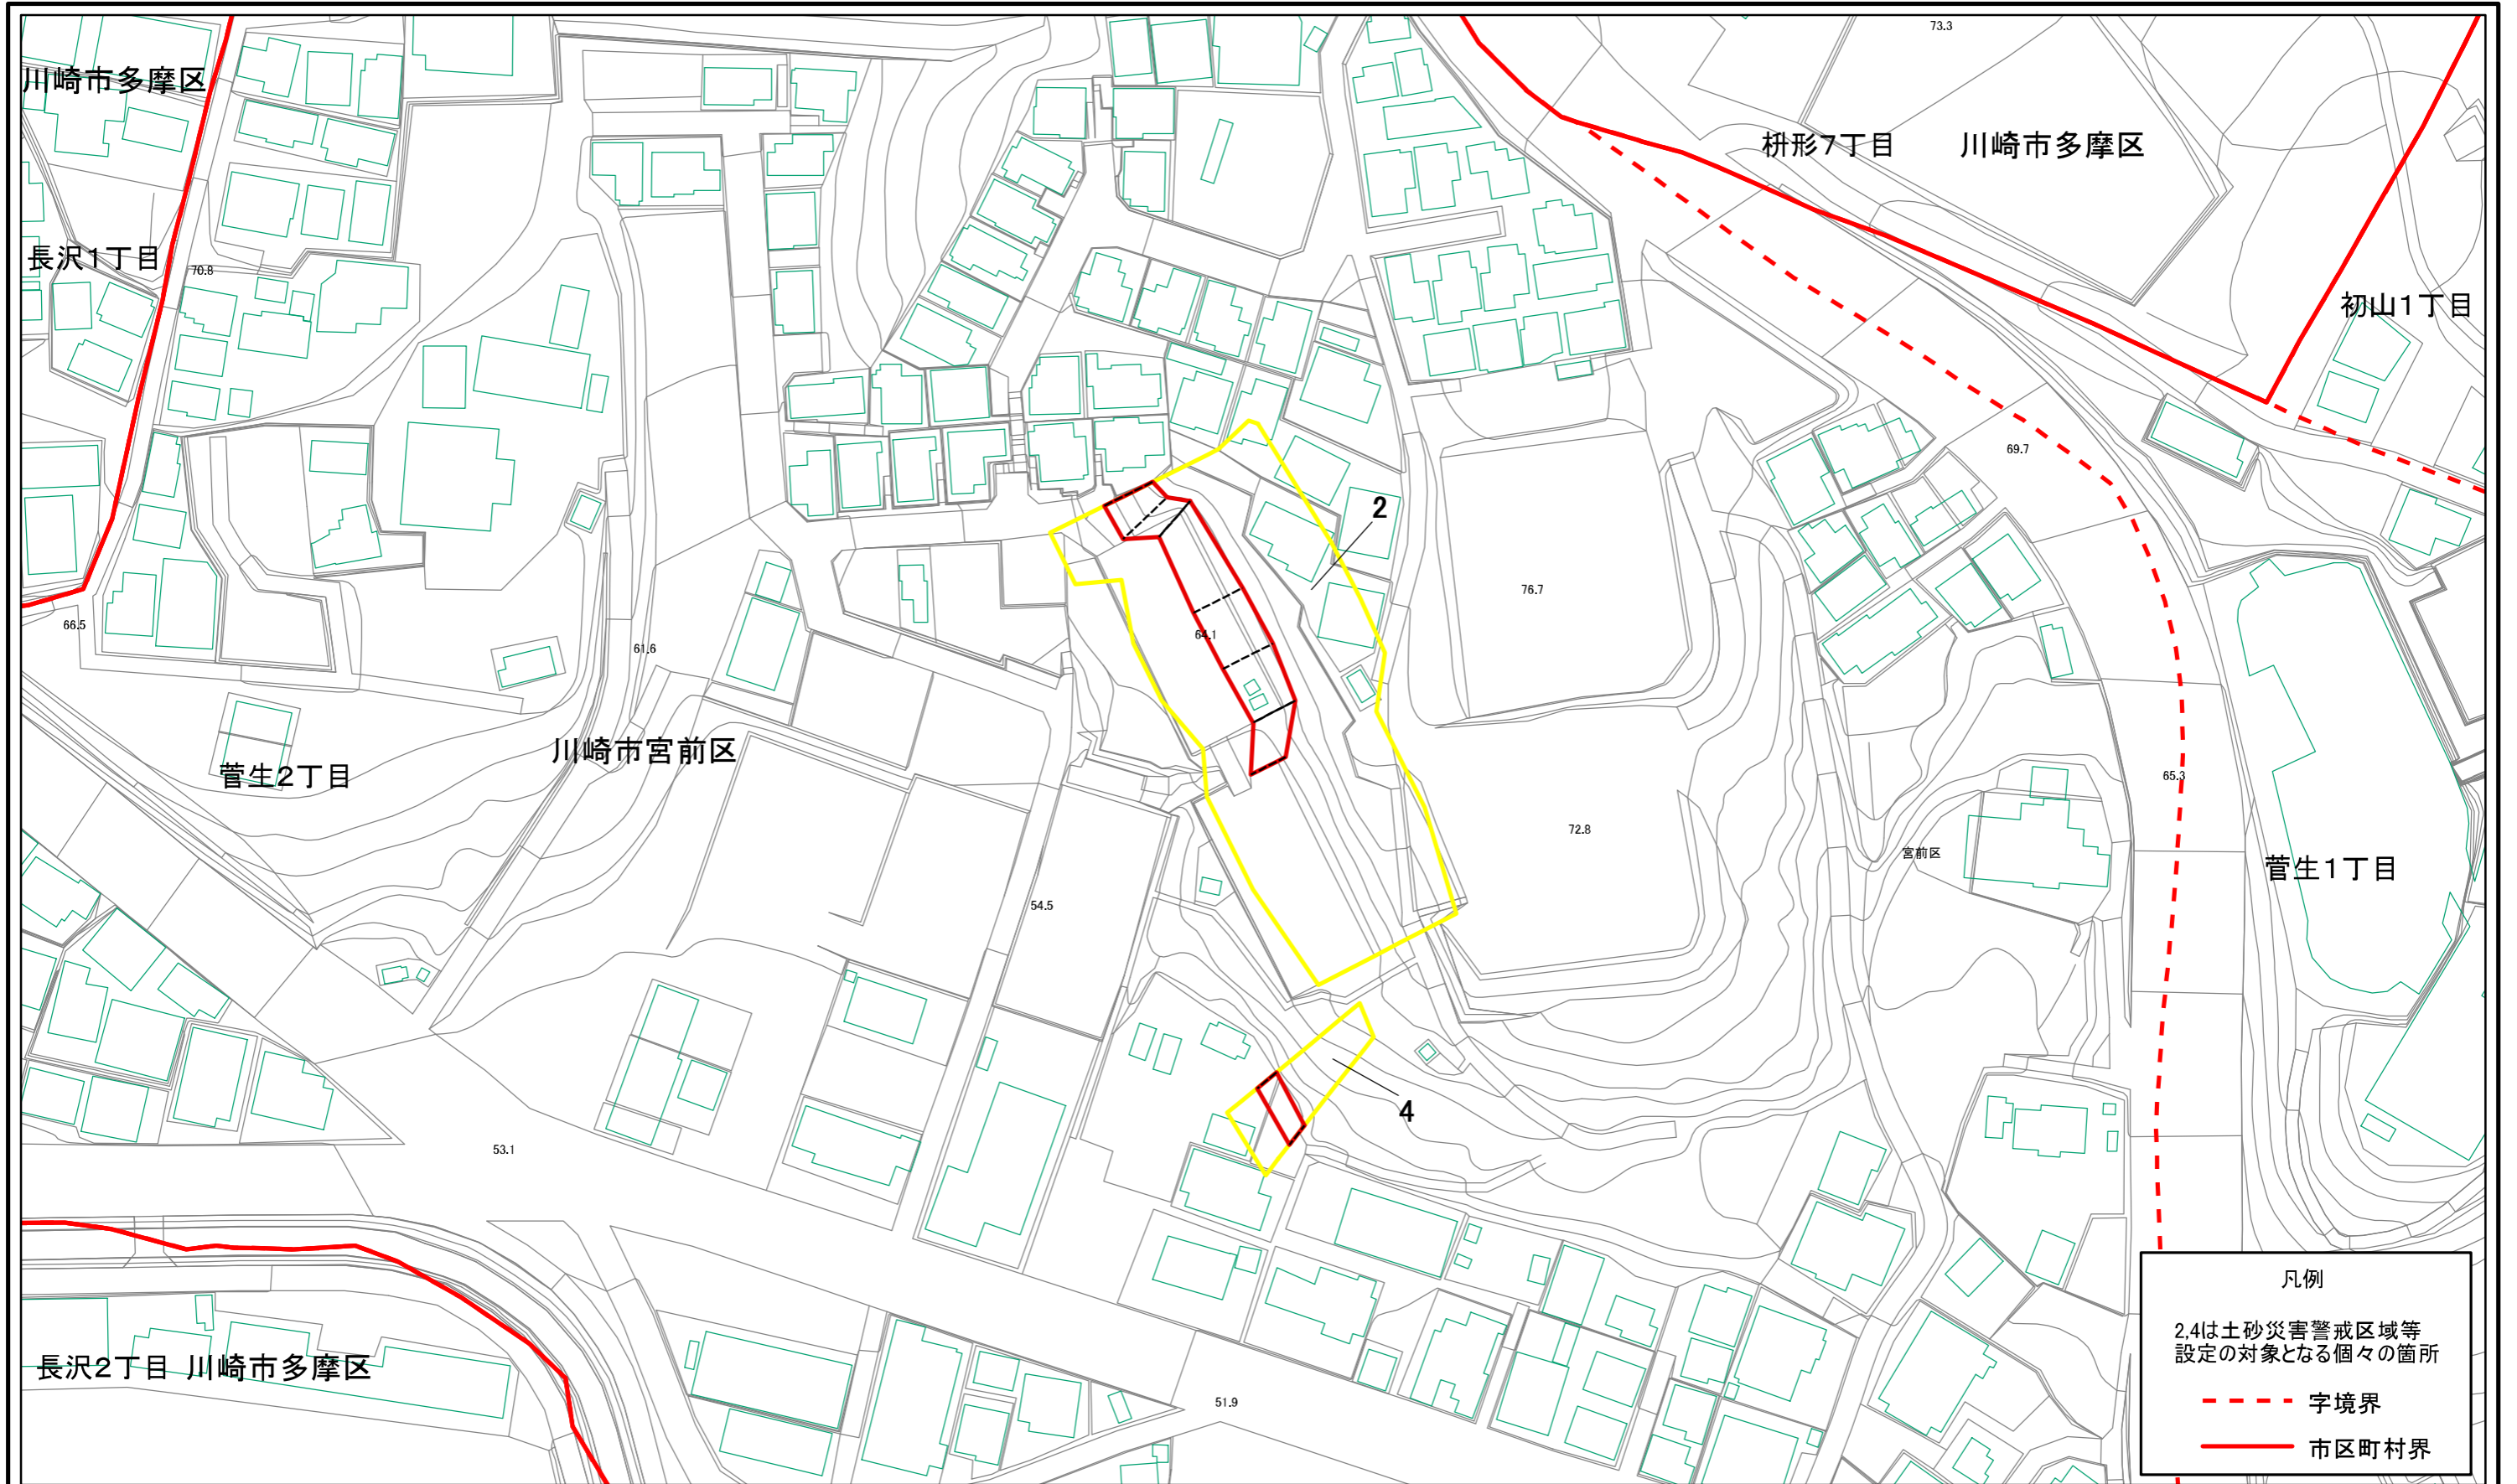 73.3
川崎市多摩区
枡形7丁目 川崎市多摩区
長沢1丁目
70.8
初山1丁目
69.7
2
76.7
66.5
64.1
61.6
川崎市宮前区
菅生2丁目
65.3
72.8
宮前区
菅生1丁目
54.5
4
53.1
凡例
2,4は土砂災害警戒区域等
設定の対象となる個々の箇所
字境界
市区町村界
長沢2丁目 川崎市多摩区
51.9